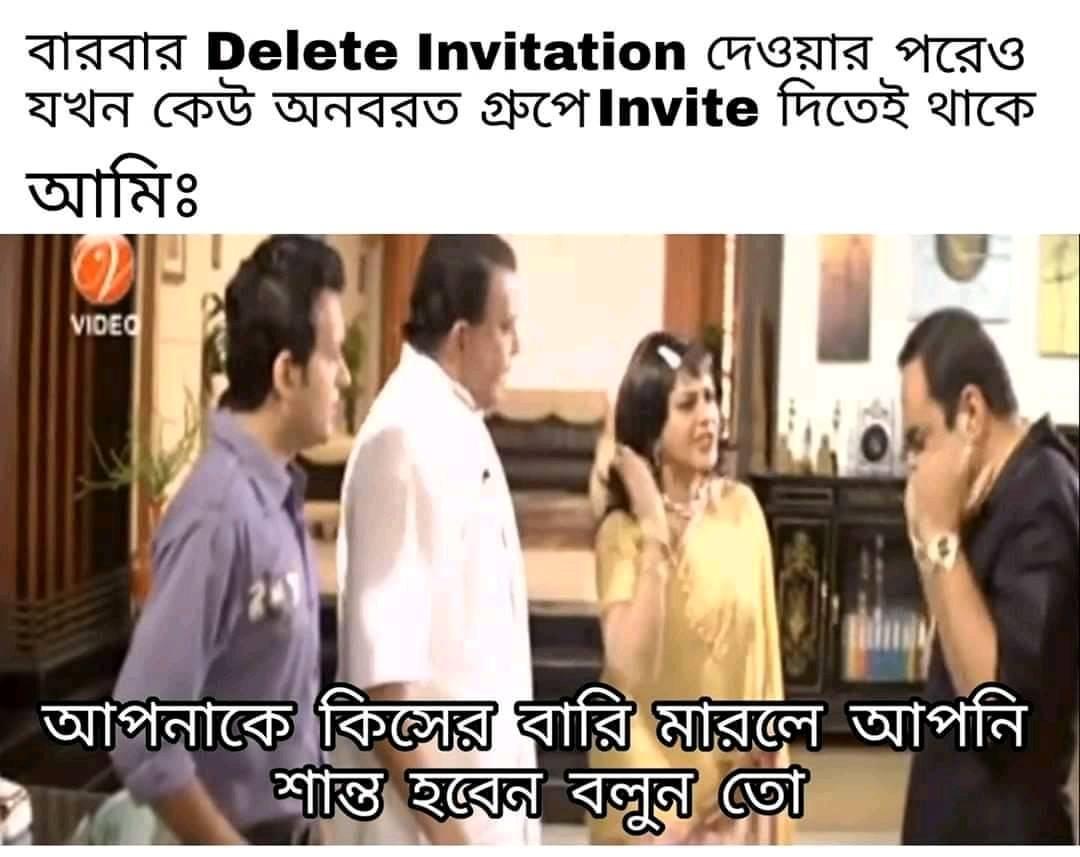 বারবার Delete Invitation দেওয়ার পরেও
যখন কেউ অনবরত গ্রুপে Invite দিতেই থাকে
আমিঃ
VIDEO
আপনাকে কিসের বারি মারলে আপনি
শান্ত হবেন বলুন তো